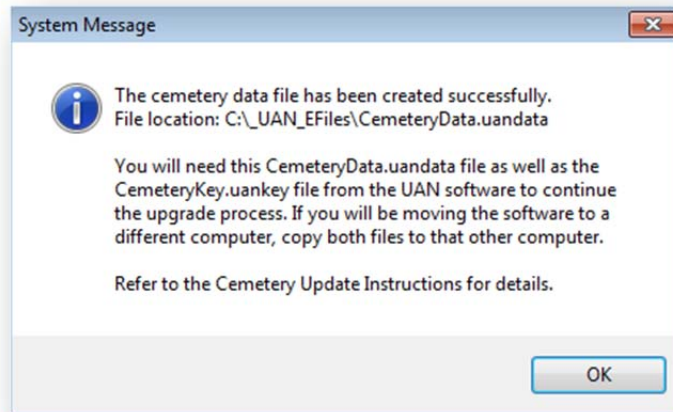 System Message
The cemetery data file has been created successfully.
File location: C:\_UAN_EFiles\CemeteryData.uandata
You will need this CemeteryData.uandata file as well as the
CemeteryKey.uankey file from the UAN software to continue
the upgrade process. If you will be moving the software to a
different computer, copy both files to that other computer.
Refer to the Cemetery Update Instructions for details.
OK